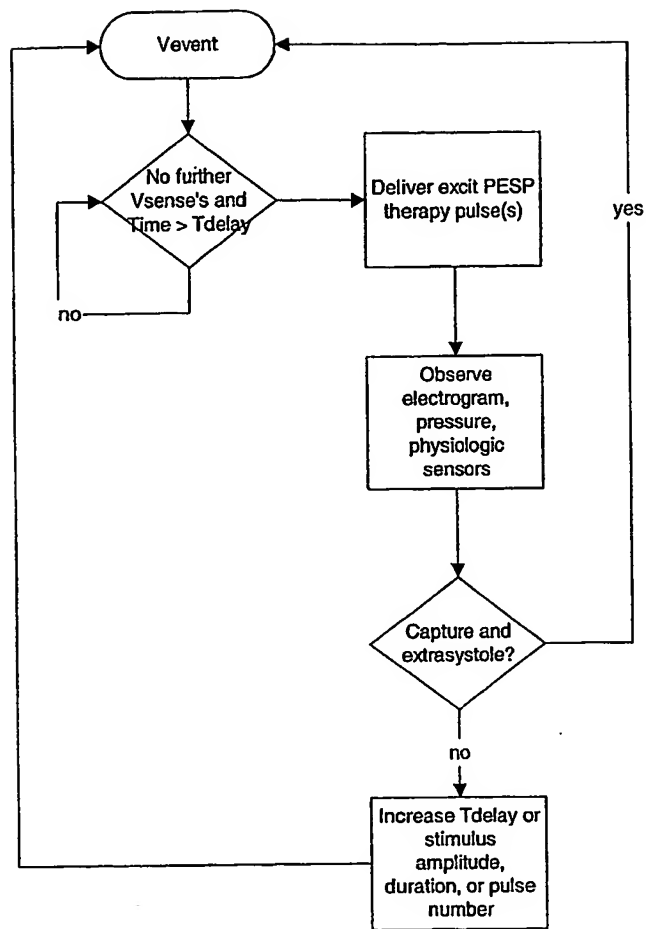 Vevent
No further
Vsense's and
Time > Tdelay
no
Deliver excit PESP
therapy pulse(s)
yes
Observe
electrogram,
pressure,
physiologic
sensors
Capture and
extrasystole?
no
Increase Tdelay or
stimulus
amplitude,
duration, or pulse
number